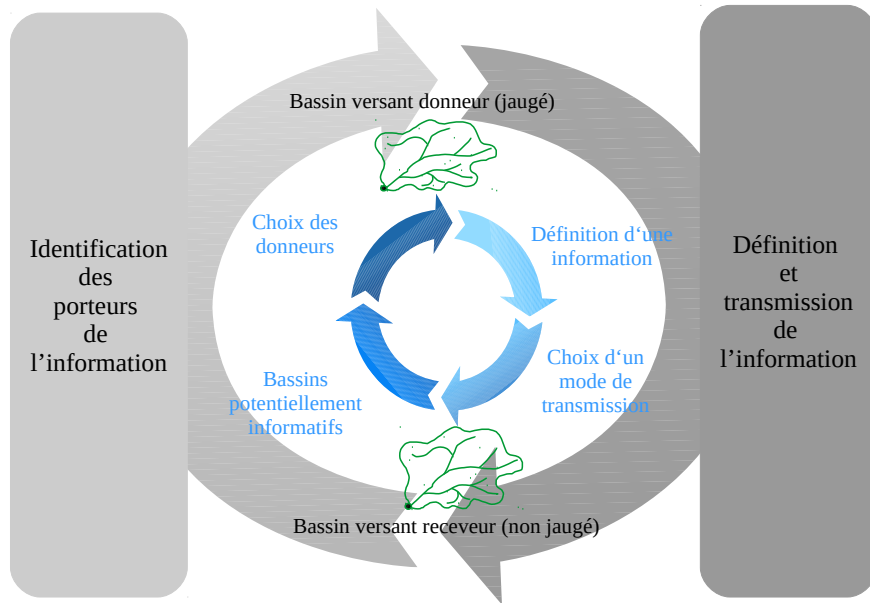 Bassin versant donneur (jaugé)
Identification
des
porteurs
de
l’information
Choix des
donneurs
Définition d‘une
information
Définition
et
transmission
de
l’information
Bassins
potentiellement
informatifs
Choix d‘un
mode de
transmission
Bassin versant receveur (non jaugé)